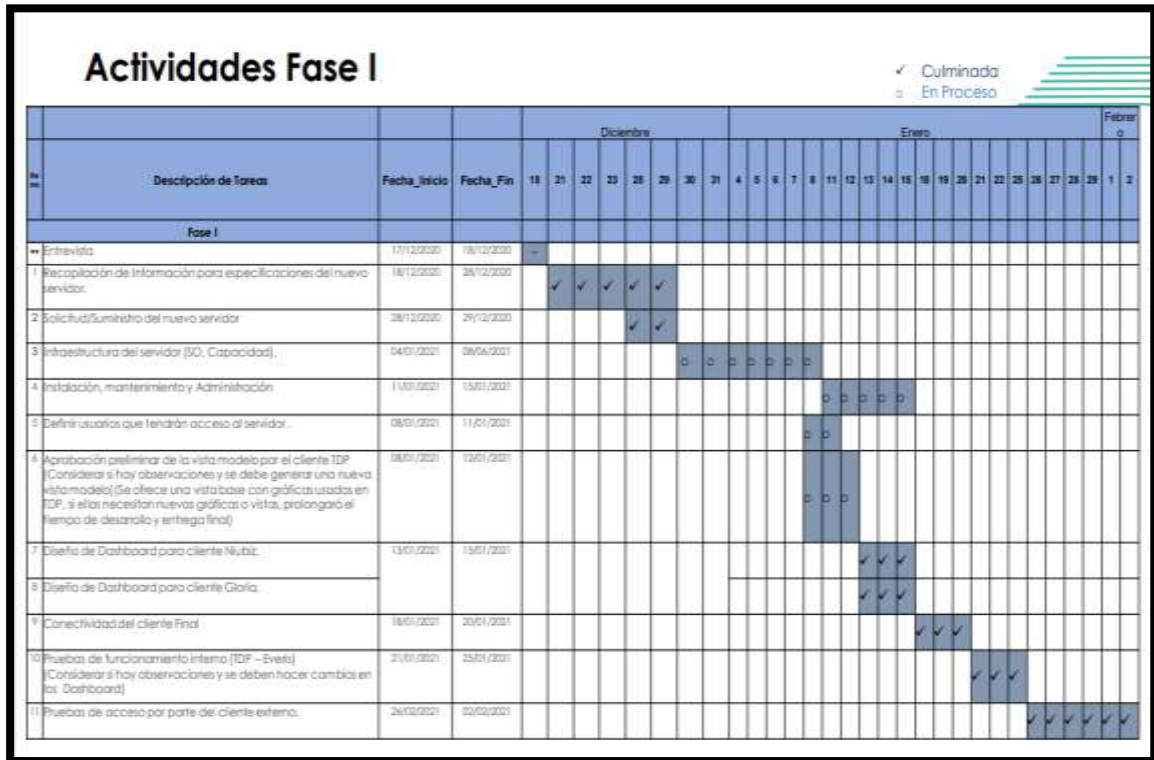 Actividades Fase I
✓ Culminada
□ En Proceso
Diciembre Enero Febrero
Descripción de Tareas Fecha_Inicio Fecha_Fin 18 21 22 23 28 29 30 31 4 5 6 7 8 11 12 13 14 15 18 19 20 21 22 25 26 27 28 29 1 2
Fase I
Entrevista 17/12/2020 18/12/2020
1 Recopilación de Información para especificaciones del nuevo 18/12/2020 28/12/2020
servidor. ✓ ✓ ✓ ✓ ✓
2 Solicitud/Suministro del nuevo servidor 28/12/2020 29/12/2020 ✓ ✓
3 Infraestructura del servidor (SO, Capacidad). 04/01/2021 08/06/2021
4 Instalación, mantenimiento y Administración 11/01/2021 15/01/2021
5 Definir usuarios que tendrán acceso al servidor. 08/01/2021 11/01/2021
6 Aprobación preliminar de la vista modelo por el cliente TDP 08/01/2021 12/01/2021
(Considerar si hay observaciones y se debe generar una nueva
vista modelo)(Se ofrece una vista base con gráficas usadas en
TDP, si ellos necesitan nuevas gráficas o vistas, prolongará el
tiempo de desarrollo y entrega final)
7 Diseño de Dashboard para cliente Niubiz. 13/01/2021 15/01/2021 ✓ ✓ ✓
8 Diseño de Dashboard para cliente Gloria. ✓ ✓ ✓
9 Conectividad del cliente Final 18/01/2021 20/01/2021 ✓ ✓ ✓
10 Pruebas de funcionamiento interno (TDP – Everis) 21/01/2021 25/01/2021
(Considerar si hay observaciones y se deben hacer cambios en ✓ ✓ ✓
los Dashboard)
11 Pruebas de acceso por parte del cliente externo. 26/02/2021 02/02/2021 ✓ ✓ ✓ ✓ ✓ ✓